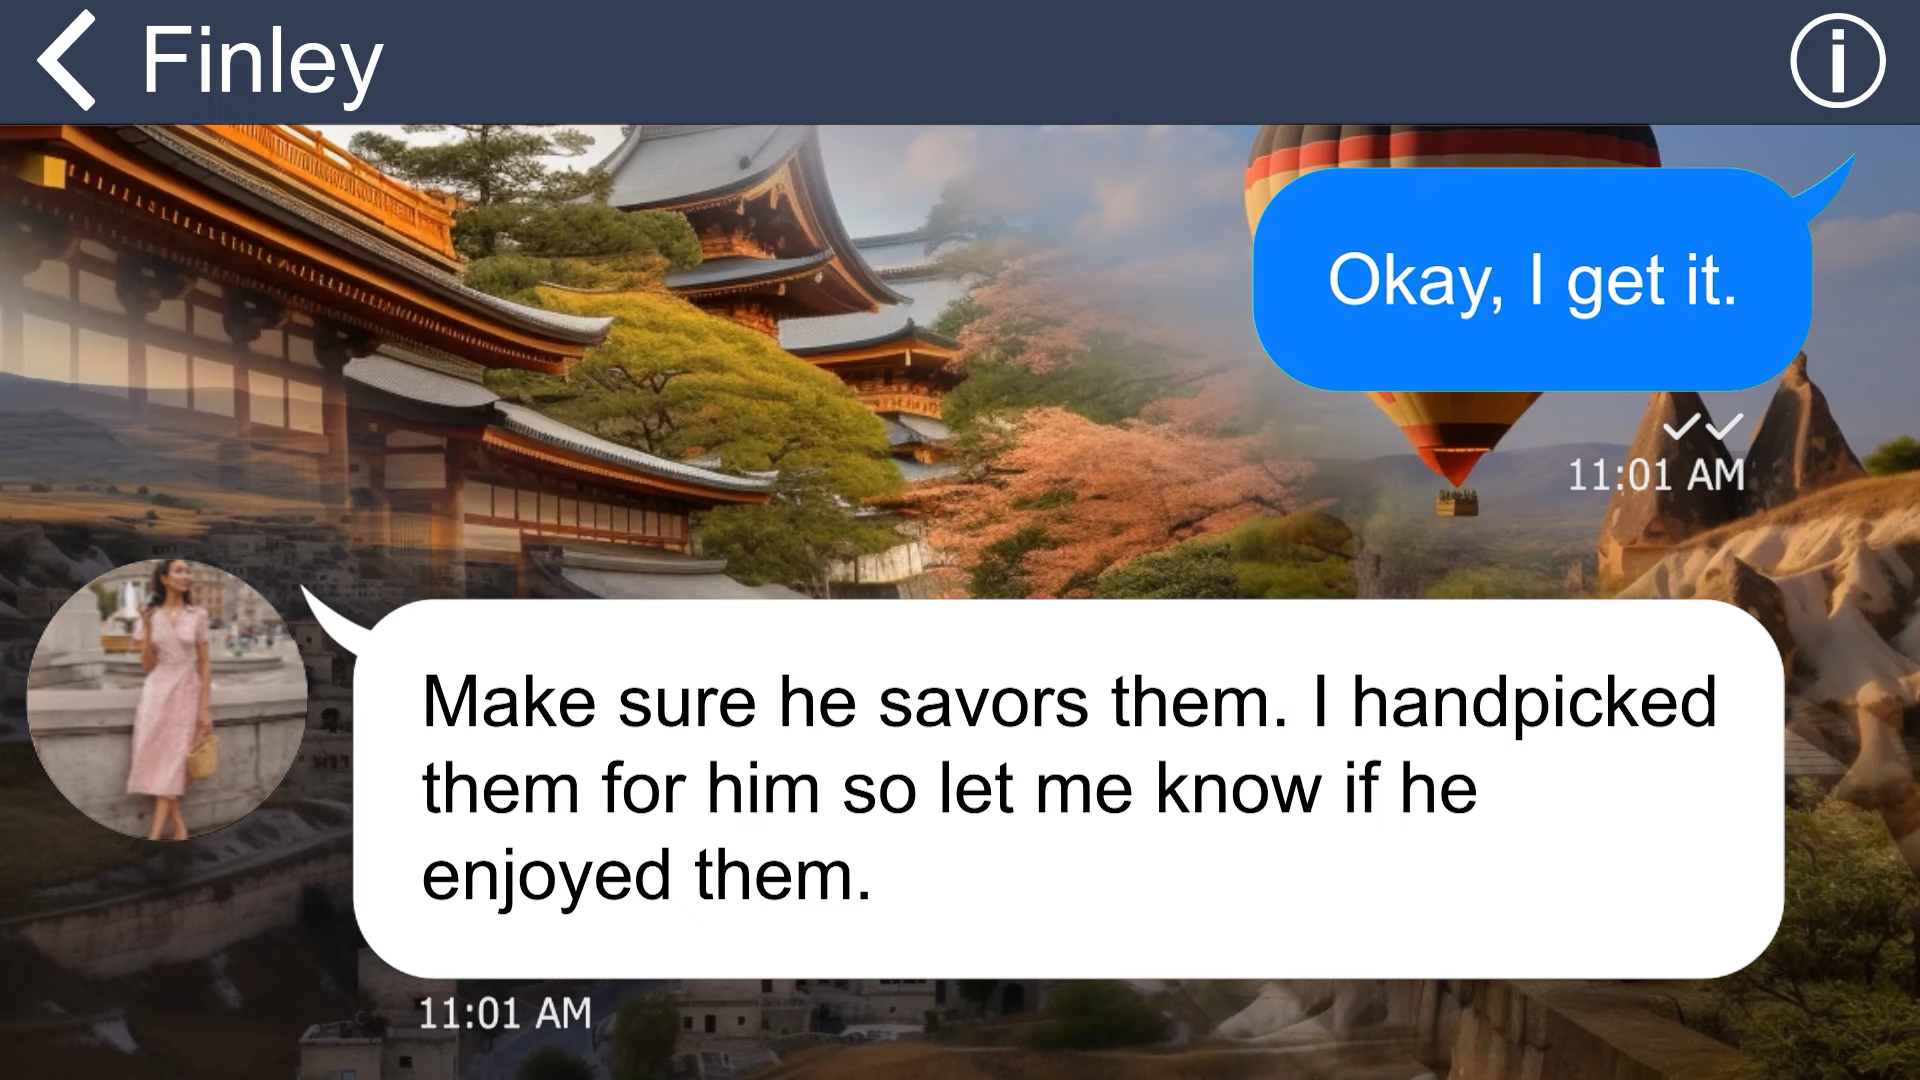 Finley
Okay, I get it.
11:01 AM
Make sure he savors them. I handpicked
them for him so let me know if he
enjoyed them.
11:01 AM